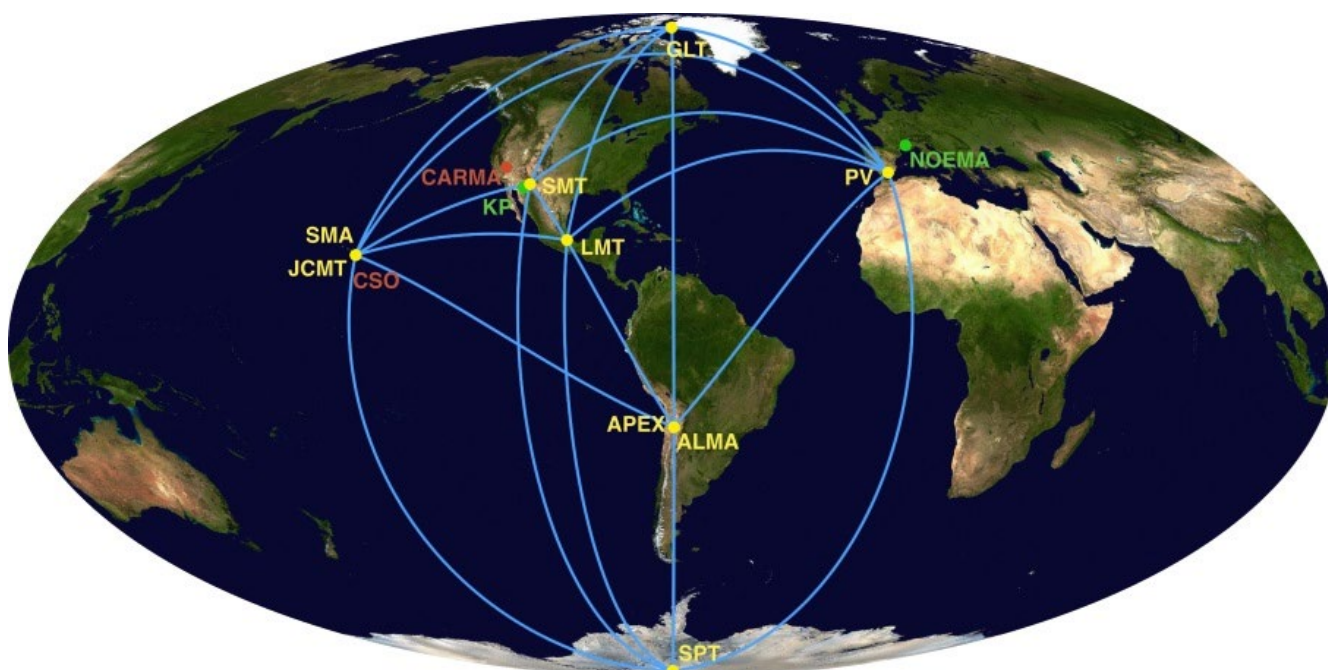 GLT
NOEMA
CARMA
PV
SMT
KP
SMA
LMT
JCMT
CSO
APEX
ALMA
SPT